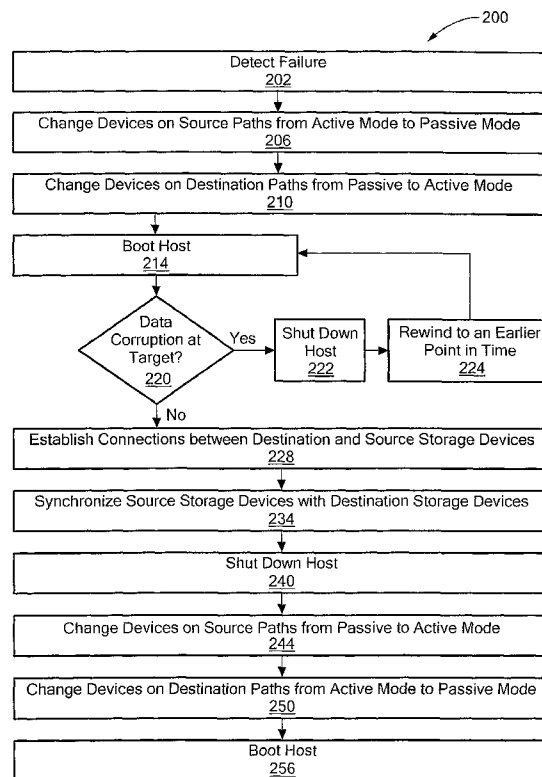 200
Detect Failure
202
Change Devices on Source Paths from Active Mode to Passive Mode
206
Change Devices on Destination Paths from Passive to Active Mode
210
Boot Host
214
Data
Corruption at
Target?
220
Yes
Shut Down
Host
222
Rewind to an Earlier
Point in Time
224
No
Establish Connections between Destination and Source Storage Devices
228
Synchronize Source Storage Devices with Destination Storage Devices
234
Shut Down Host
240
Change Devices on Source Paths from Passive to Active Mode
244
Change Devices on Destination Paths from Active Mode to Passive Mode
250
Boot Host
256